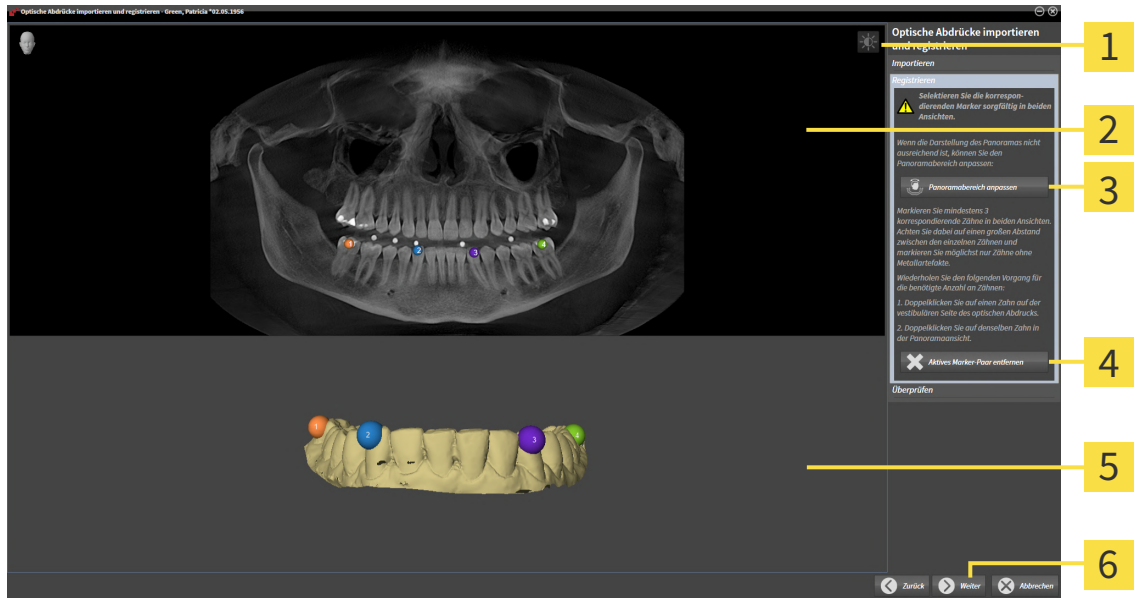 Optische Abdrücke importieren und registrieren - Green, Patricia *02.05.1956
Optische Abdrücke importieren
und registrieren
Importieren
Registrieren
Selektieren Sie die korrespon-
dierenden Marker sorgfältig in beiden
Ansichten.
Wenn die Darstellung des Panoramas nicht
ausreichend ist, können Sie den
Panoramabereich anpassen:
Panoramabereich anpassen
Markieren Sie mindestens 3
korrespondierende Zähne in beiden Ansichten.
Achten Sie dabei auf einen großen Abstand
zwischen den einzelnen Zähnen und
markieren Sie möglichst nur Zähne ohne
Metallartefakte.
Wiederholen Sie den folgenden Vorgang für
die benötigte Anzahl an Zähnen:
1. Doppelklicken Sie auf einen Zahn auf der
vestibulären Seite des optischen Abdrucks.
2. Doppelklicken Sie auf denselben Zahn in
der Panoramaansicht.
Aktives Marker-Paar entfernen
Überprüfen
1
2
3
4
1
2
3
4
Zurück
Weiter
Abbrechen
1
2
3
4
5
6